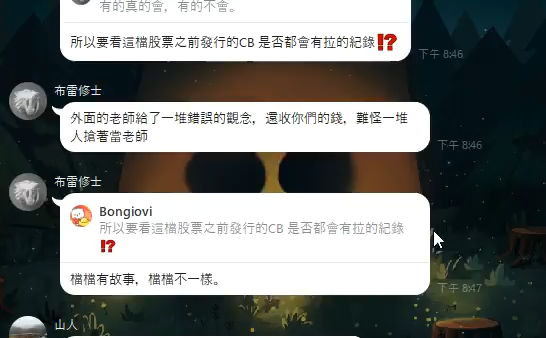 有的真的會，有的不會。
所以要看這檔股票之前發行的CB 是否都會有拉的紀錄⁉
下午 8:46
布雷修士
外面的老師給了一堆錯誤的觀念，還收你們的錢，難怪一堆
人搶著當老師
下午 8:46
布雷修士
Bongiovi
所以要看這檔股票之前發行的CB 是否都會有拉的紀錄
⁉
檔檔有故事，檔檔不一樣。
下午 8:47
山人